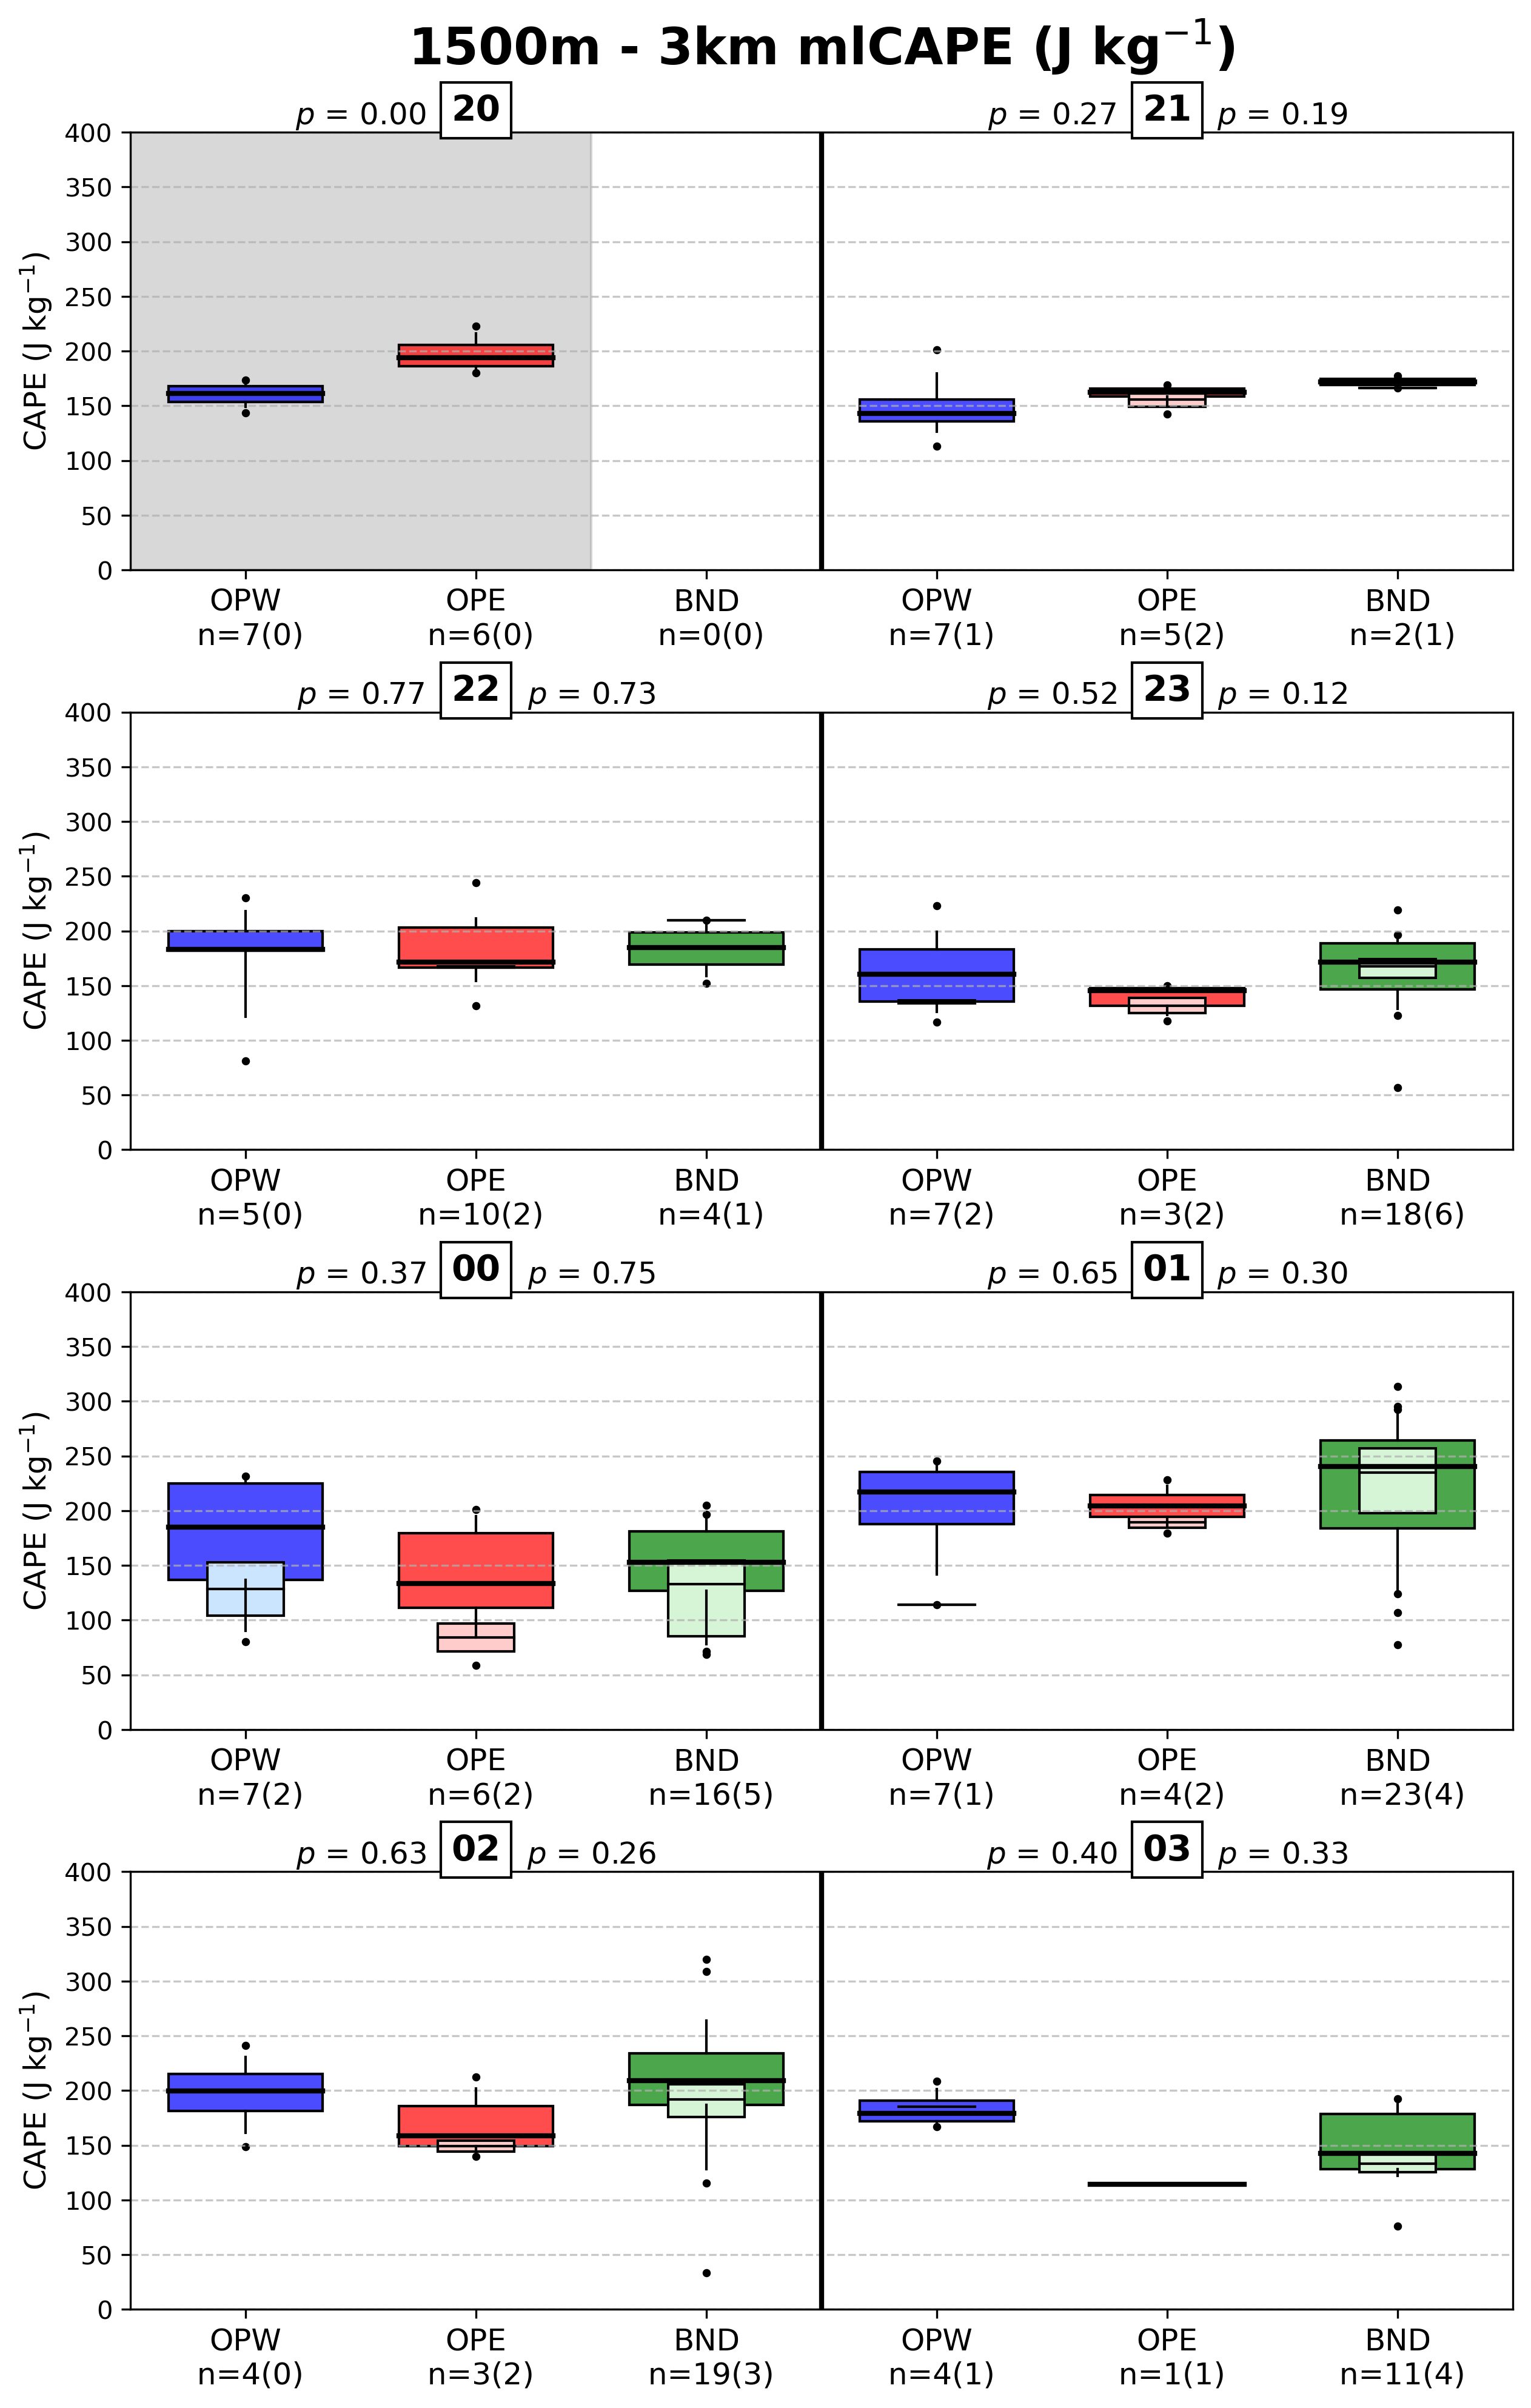 1500m - 3km mlCAPE (J kg⁻¹)
p = 0.00 20
p = 0.27 21 p = 0.19
CAPE (J kg⁻¹)
400
350
300
250
200
150
100
50
0
OPW OPE BND OPW OPE BND
n=7(0) n=6(0) n=0(0) n=7(1) n=5(2) n=2(1)
p = 0.77 22 p = 0.73
p = 0.52 23 p = 0.12
CAPE (J kg⁻¹)
400
350
300
250
200
150
100
50
0
OPW OPE BND OPW OPE BND
n=5(0) n=10(2) n=4(1) n=7(2) n=3(2) n=18(6)
p = 0.37 00 p = 0.75
p = 0.65 01 p = 0.30
CAPE (J kg⁻¹)
400
350
300
250
200
150
100
50
0
OPW OPE BND OPW OPE BND
n=7(2) n=6(2) n=16(5) n=7(1) n=4(2) n=23(4)
p = 0.63 02 p = 0.26
p = 0.40 03 p = 0.33
CAPE (J kg⁻¹)
400
350
300
250
200
150
100
50
0
OPW OPE BND OPW OPE BND
n=4(0) n=3(2) n=19(3) n=4(1) n=1(1) n=11(4)